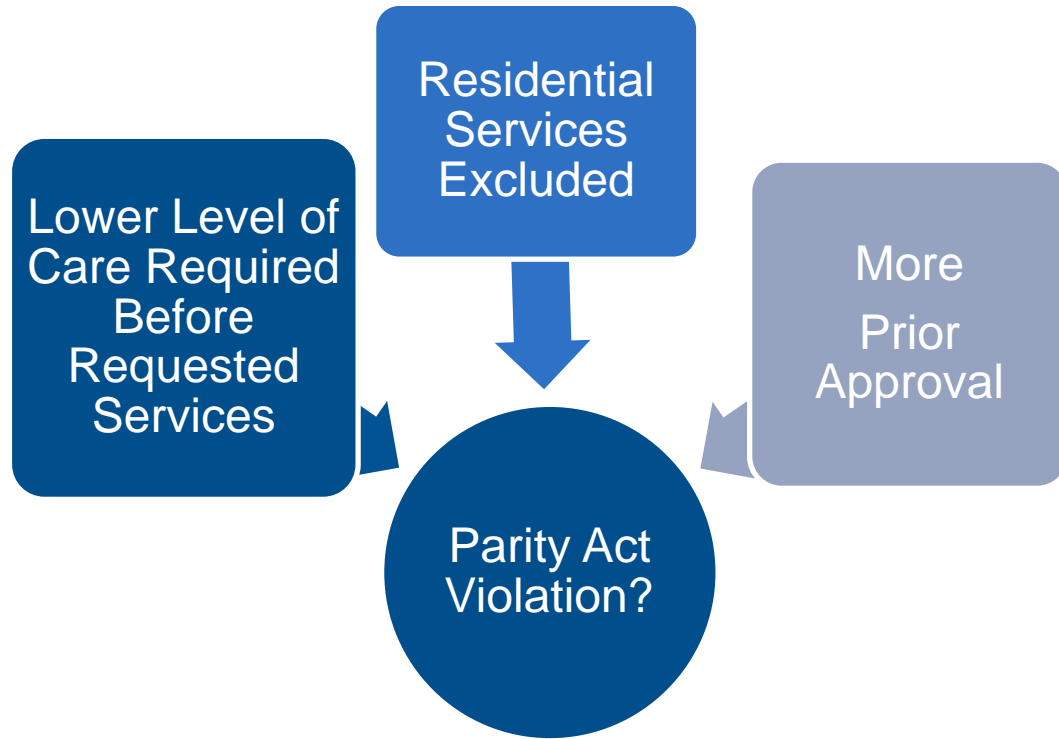 Residential
Services
Excluded
Lower Level of
Care Required
Before
Requested
Services
More
Prior
Approval
Parity Act
Violation?